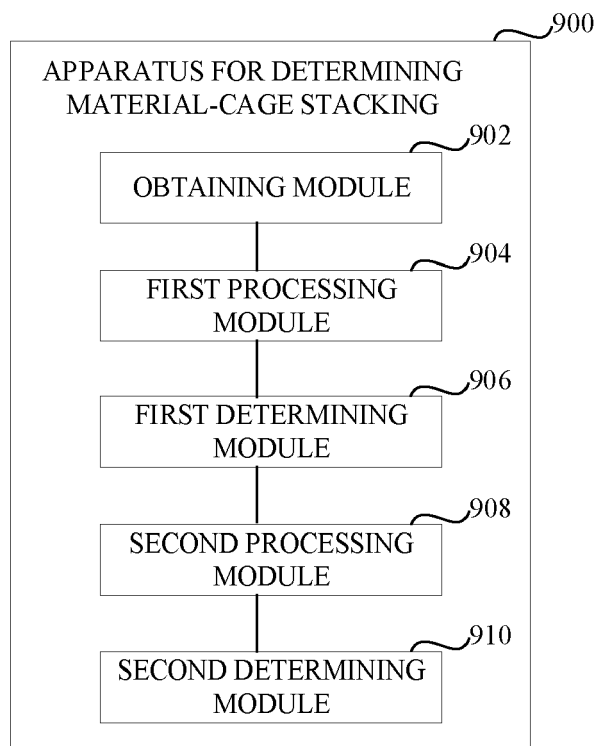 900
APPARATUS FOR DETERMINING
MATERIAL-CAGE STACKING
902
OBTAINING MODULE
904
FIRST PROCESSING
MODULE
906
FIRST DETERMINING
MODULE
908
SECOND PROCESSING
MODULE
910
SECOND DETERMINING
MODULE